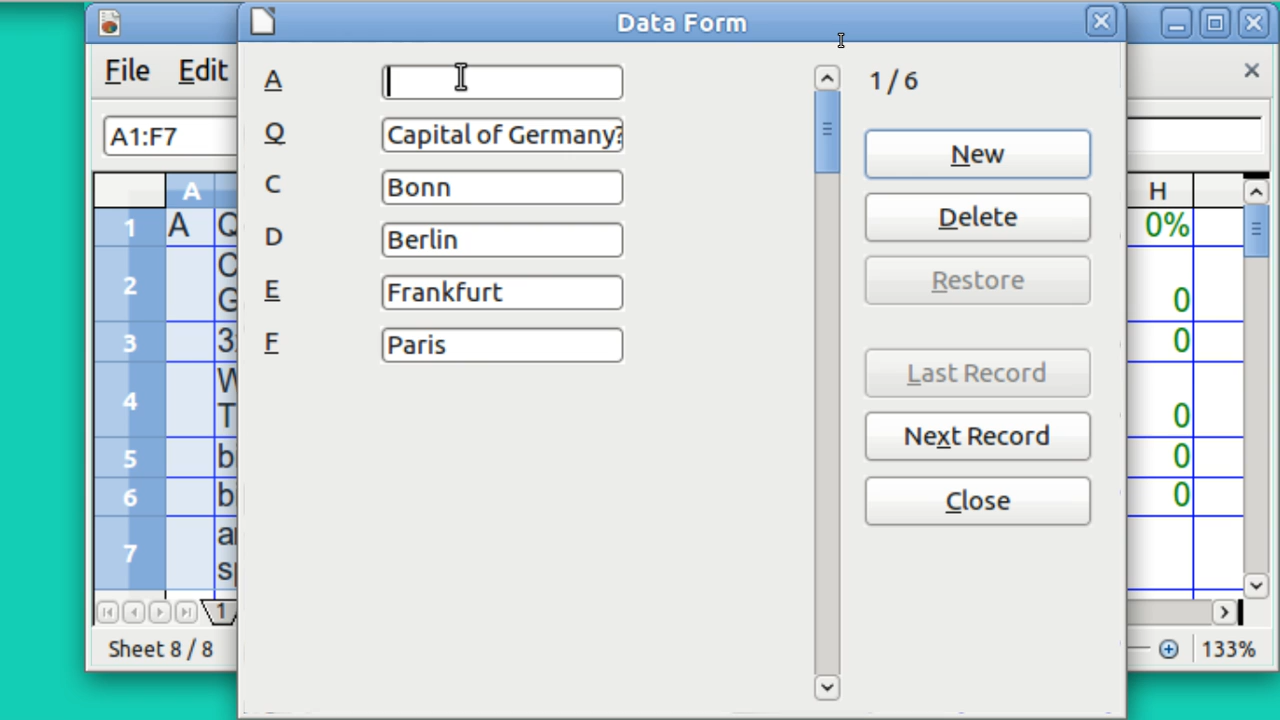 Data Form
File Edit
A1:F7
A
H
1 A Q 0%
2 0
3 0
4 0
5 0
6 0
7
Sheet 8 / 8
133%
A
Q Capital of Germany?
C Bonn
D Berlin
E Frankfurt
F Paris
1 / 6
New
Delete
Restore
Last Record
Next Record
Close